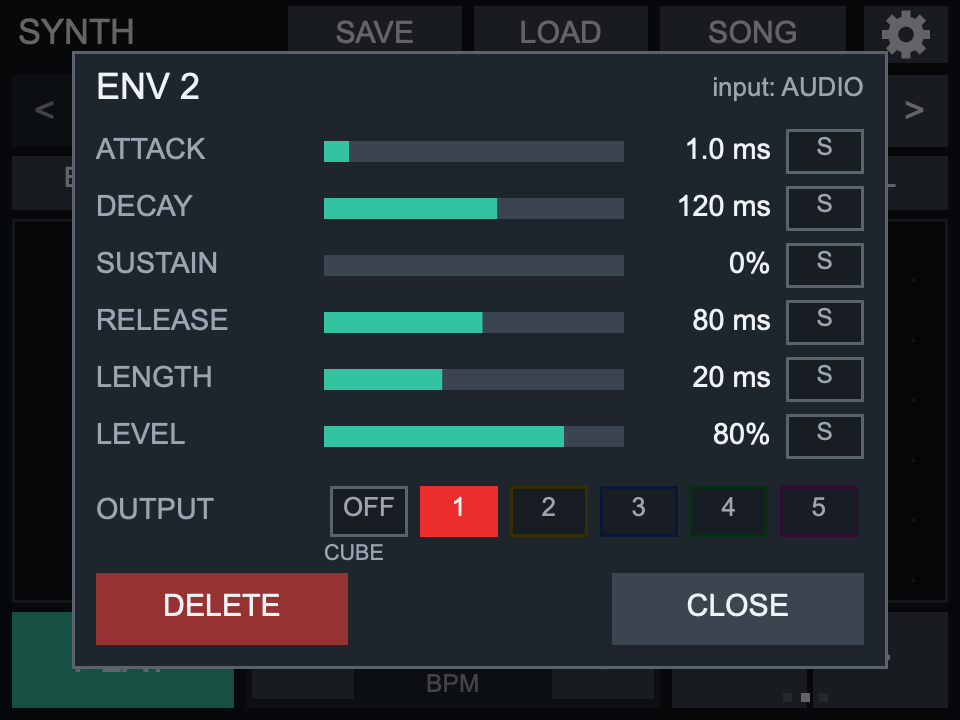 SYNTH SAVE LOAD SONG
< >
ENV 2 input: AUDIO
ATTACK 1.0 ms S
DECAY 120 ms S
SUSTAIN 0% S
RELEASE 80 ms S
LENGTH 20 ms S
LEVEL 80% S
OUTPUT OFF 1 2 3 4 5
CUBE
DELETE CLOSE
BPM